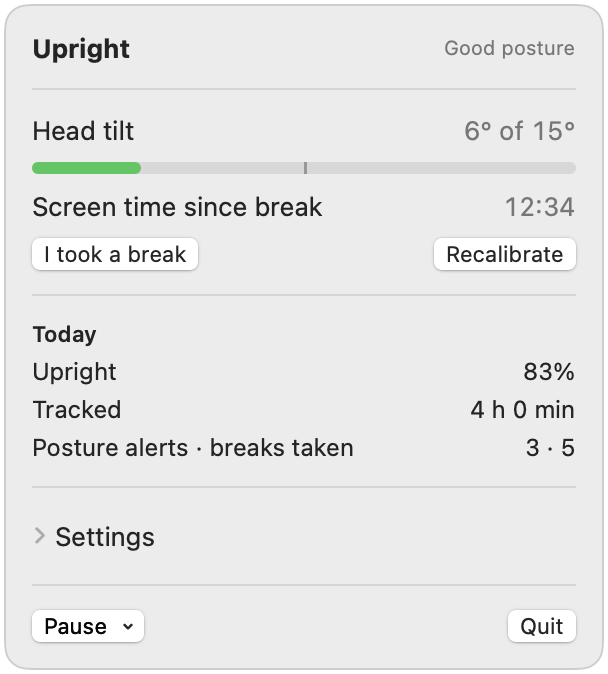 Upright Good posture
Head tilt 6° of 15°
Screen time since break 12:34
I took a break Recalibrate
Today
Upright 83%
Tracked 4 h 0 min
Posture alerts · breaks taken 3 · 5
Settings
Pause Quit